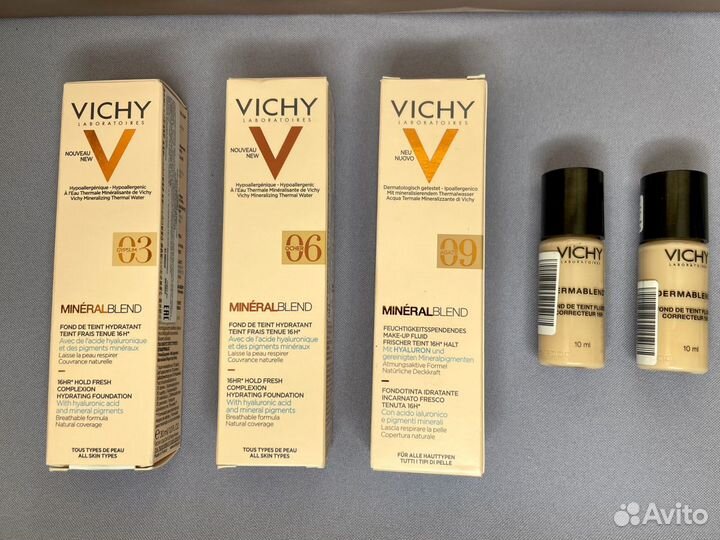 VICHY
LABORATOIRES
NOUVEAU
NEW
Hypoallergénique - Hypoallergenic
À l'Eau Thermale Minéralisante de Vichy
Vichy Mineralizing Thermal Water
03
GYPSUM
MINÉRALBLEND
FOND DE TEINT HYDRATANT
TEINT FRAIS TENUE 16H*
Avec de l'acide hyaluronique
et des pigments minéraux
Laisse la peau respirer
Couvrance naturelle
16HR* HOLD FRESH
COMPLEXION
HYDRATING FOUNDATION
With hyaluronic acid
and mineral pigments
Breathable formula
Natural coverage
TOUS TYPES DE PEAU
ALL SKIN TYPES
VICHY
LABORATOIRES
NOUVEAU
NEW
Hypoallergénique - Hypoallergenic
À l'Eau Thermale Minéralisante de Vichy
Vichy Mineralizing Thermal Water
06
OCHER
MINÉRALBLEND
FOND DE TEINT HYDRATANT
TEINT FRAIS TENUE 16H*
Avec de l'acide hyaluronique
et des pigments minéraux
Laisse la peau respirer
Couvrance naturelle
16HR* HOLD FRESH
COMPLEXION
HYDRATING FOUNDATION
With hyaluronic acid
and mineral pigments
Breathable formula
Natural coverage
TOUS TYPES DE PEAU
ALL SKIN TYPES
VICHY
LABORATOIRES
NEU
NUOVO
Dermatologisch getestet - Ipoallergenico
Mit mineralisierendem Thermalwasser
Acqua Termale Mineralizzante di Vichy
09
MINÉRALBLEND
FEUCHTIGKEITSSPENDENDES
MAKE-UP FLUID
FRISCHER TEINT 16H* HALT
Mit HYALURON und
gereinigten Mineralpigmenten
Atmungsaktive Formel
Natürliche Deckkraft
FONDOTINTA IDRATANTE
INCARNATO FRESCO
TENUTA 16H*
Con acido ialuronico
e pigmenti minerali
Lascia respirare la pelle
Copertura naturale
FÜR ALLE HAUTTYPEN
TUTTI I TIPI DI PELLE
VICHY
LABORATOIRES
DERMABLEND
FOND DE TEINT FLUIDE
CORRECTEUR
10 ml
VICHY
LABORATOIRES
DERMABLEND
FOND DE TEINT FLUIDE
CORRECTEUR
10 ml
Avito